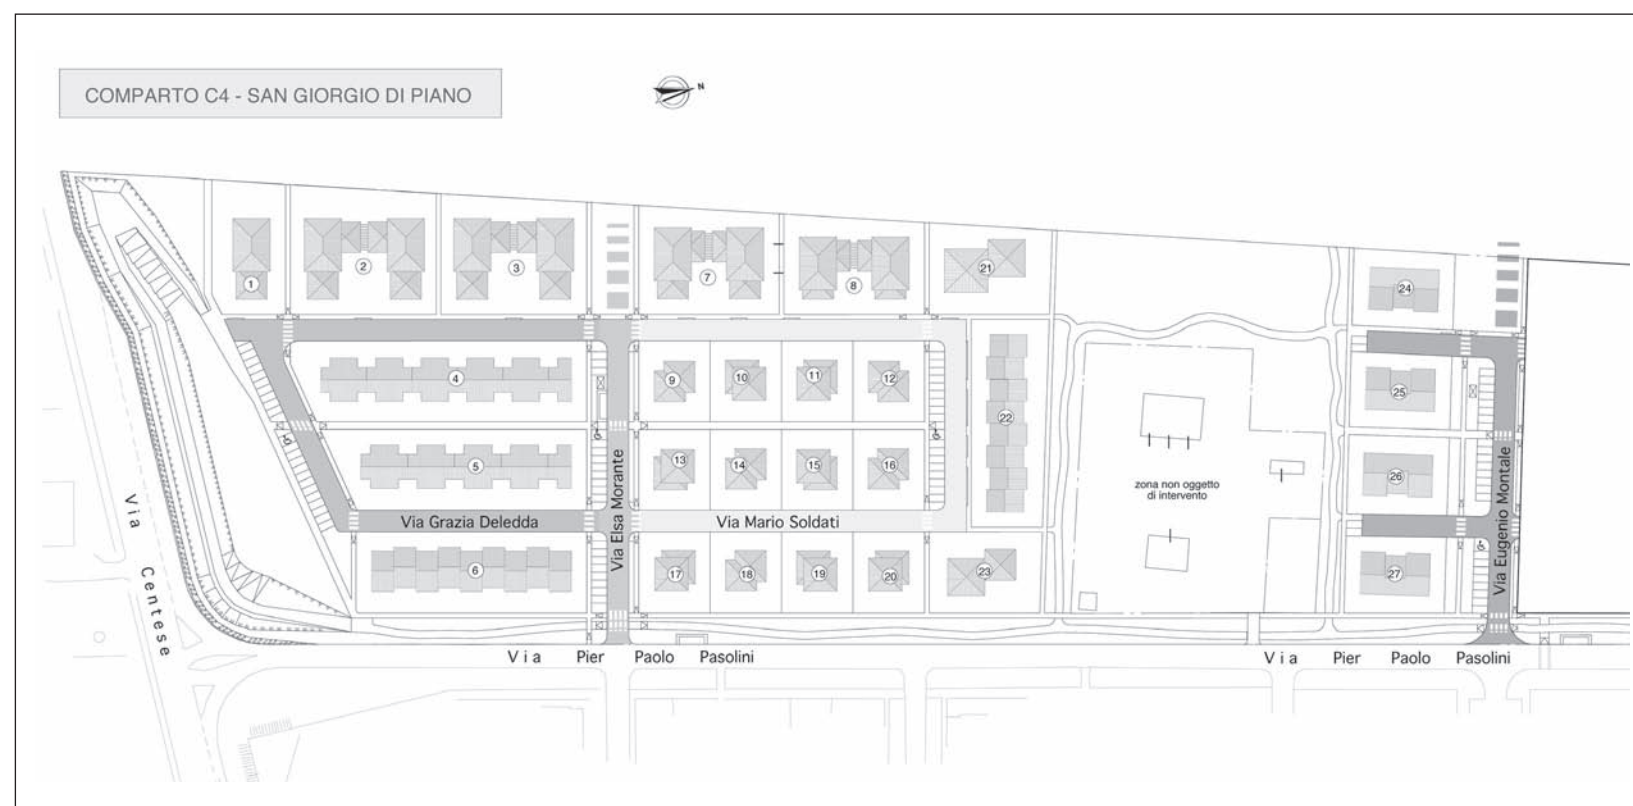 COMPARTO C4 - SAN GIORGIO DI PIANO
N
1
2
3
7
8
21
24
4
9
10
11
12
22
25
5
13
14
15
16
26
zona non oggetto
di intervento
Via Grazia Deledda
Via Elsa Morante
Via Mario Soldati
Via Eugenio Montale
6
17
18
19
20
23
27
Via Centese
Via Pier Paolo Pasolini
Via Pier Paolo Pasolini